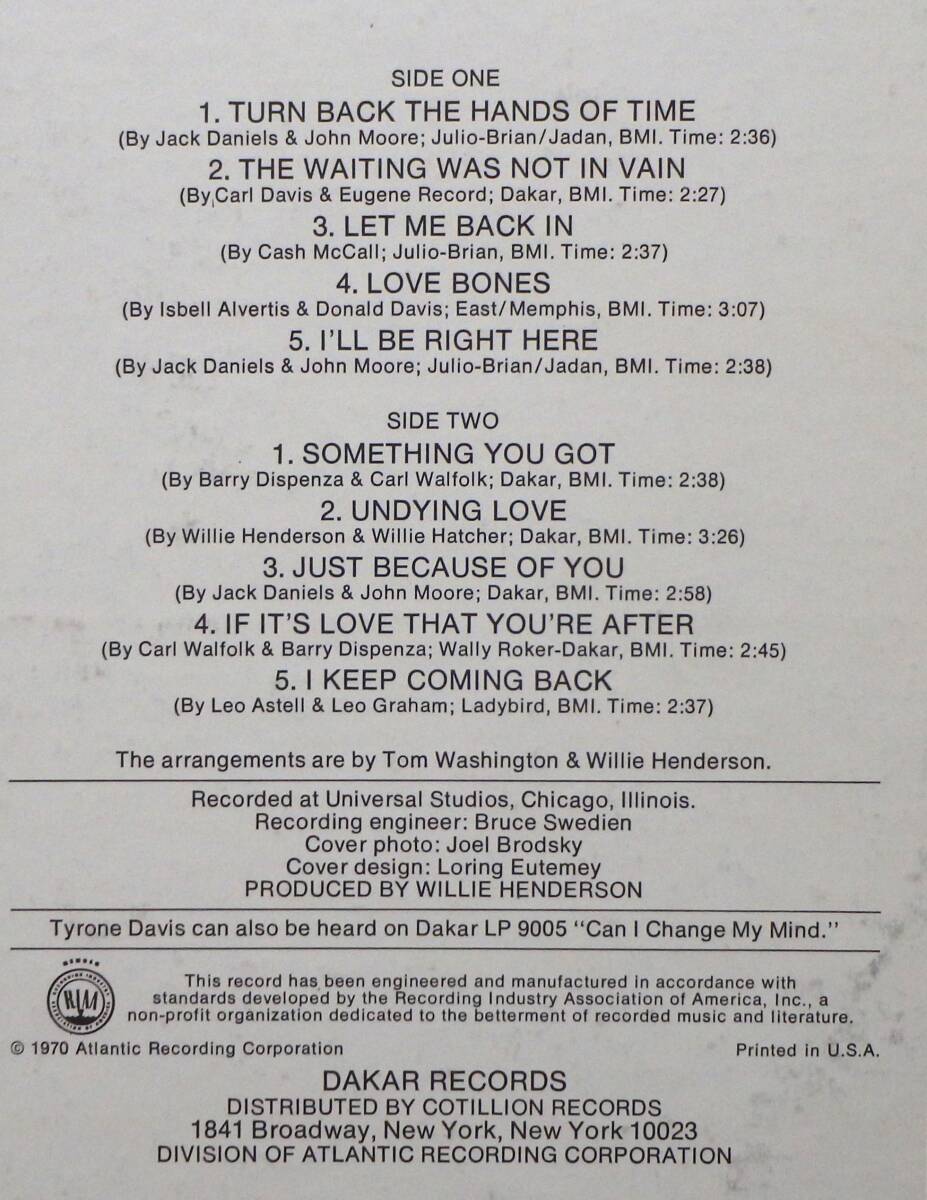 SIDE ONE
1. TURN BACK THE HANDS OF TIME
(By Jack Daniels & John Moore; Julio-Brian/Jadan, BMI. Time: 2:36)
2. THE WAITING WAS NOT IN VAIN
(By Carl Davis & Eugene Record; Dakar, BMI. Time: 2:27)
3. LET ME BACK IN
(By Cash McCall; Julio-Brian, BMI. Time: 2:37)
4. LOVE BONES
(By Isbell Alvertis & Donald Davis; East/Memphis, BMI. Time: 3:07)
5. I'LL BE RIGHT HERE
(By Jack Daniels & John Moore; Julio-Brian/Jadan, BMI. Time: 2:38)
SIDE TWO
1. SOMETHING YOU GOT
(By Barry Dispenza & Carl Walfolk; Dakar, BMI. Time: 2:38)
2. UNDYING LOVE
(By Willie Henderson & Willie Hatcher; Dakar, BMI. Time: 3:26)
3. JUST BECAUSE OF YOU
(By Jack Daniels & John Moore; Dakar, BMI. Time: 2:58)
4. IF IT'S LOVE THAT YOU'RE AFTER
(By Carl Walfolk & Barry Dispenza; Wally Roker-Dakar, BMI. Time: 2:45)
5. I KEEP COMING BACK
(By Leo Astell & Leo Graham; Ladybird, BMI. Time: 2:37)
The arrangements are by Tom Washington & Willie Henderson.
Recorded at Universal Studios, Chicago, Illinois.
Recording engineer: Bruce Swedien
Cover photo: Joel Brodsky
Cover design: Loring Eutemey
PRODUCED BY WILLIE HENDERSON
Tyrone Davis can also be heard on Dakar LP 9005 "Can I Change My Mind."
MEMBER
RIAA
This record has been engineered and manufactured in accordance with
standards developed by the Recording Industry Association of America, Inc., a
non-profit organization dedicated to the betterment of recorded music and literature.
© 1970 Atlantic Recording Corporation
Printed in U.S.A.
DAKAR RECORDS
DISTRIBUTED BY COTILLION RECORDS
1841 Broadway, New York, New York 10023
DIVISION OF ATLANTIC RECORDING CORPORATION